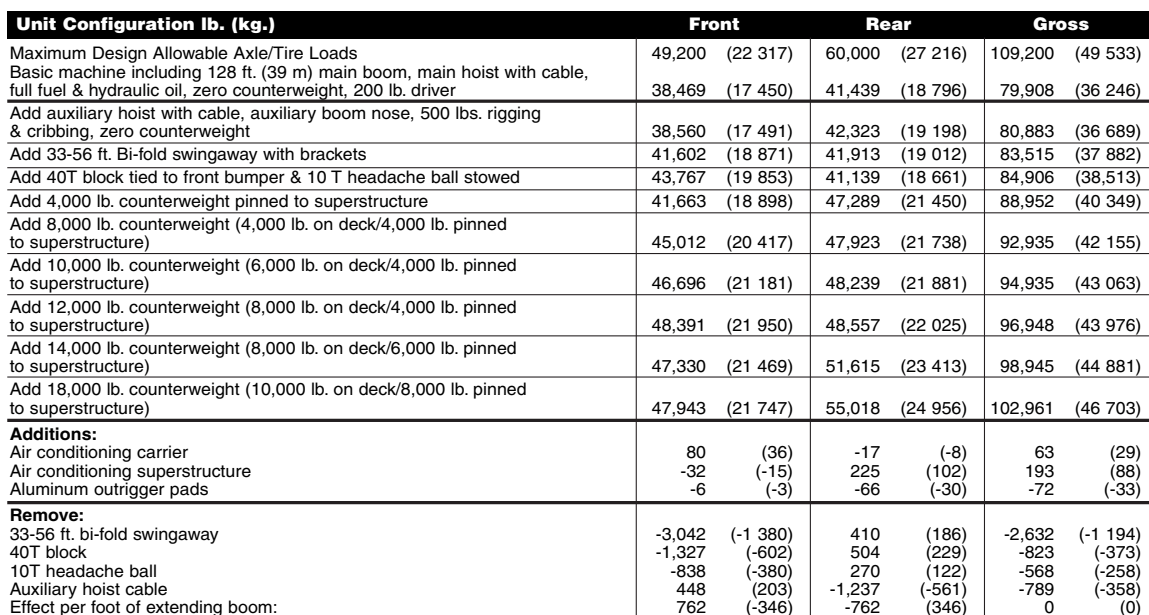 Unit Configuration lb. (kg.) Front Rear Gross
Maximum Design Allowable Axle/Tire Loads 49,200 (22 317) 60,000 (27 216) 109,200 (49 533)
Basic machine including 128 ft. (39 m) main boom, main hoist with cable,
full fuel & hydraulic oil, zero counterweight, 200 lb. driver 38,469 (17 450) 41,439 (18 796) 79,908 (36 246)
Add auxiliary hoist with cable, auxiliary boom nose, 500 lbs. rigging
& cribbing, zero counterweight 38,560 (17 491) 42,323 (19 198) 80,883 (36 689)
Add 33-56 ft. Bi-fold swingaway with brackets 41,602 (18 871) 41,913 (19 012) 83,515 (37 882)
Add 40T block tied to front bumper & 10 T headache ball stowed 43,767 (19 853) 41,139 (18 661) 84,906 (38,513)
Add 4,000 lb. counterweight pinned to superstructure 41,663 (18 898) 47,289 (21 450) 88,952 (40 349)
Add 8,000 lb. counterweight (4,000 lb. on deck/4,000 lb. pinned
to superstructure) 45,012 (20 417) 47,923 (21 738) 92,935 (42 155)
Add 10,000 lb. counterweight (6,000 lb. on deck/4,000 lb. pinned
to superstructure) 46,696 (21 181) 48,239 (21 881) 94,935 (43 063)
Add 12,000 lb. counterweight (8,000 lb. on deck/4,000 lb. pinned
to superstructure) 48,391 (21 950) 48,557 (22 025) 96,948 (43 976)
Add 14,000 lb. counterweight (8,000 lb. on deck/6,000 lb. pinned
to superstructure) 47,330 (21 469) 51,615 (23 413) 98,945 (44 881)
Add 18,000 lb. counterweight (10,000 lb. on deck/8,000 lb. pinned
to superstructure) 47,943 (21 747) 55,018 (24 956) 102,961 (46 703)
Additions:
Air conditioning carrier 80 (36) -17 (-8) 63 (29)
Air conditioning superstructure -32 (-15) 225 (102) 193 (88)
Aluminum outrigger pads -6 (-3) -66 (-30) -72 (-33)
Remove:
33-56 ft. bi-fold swingaway -3,042 (-1 380) 410 (186) -2,632 (-1 194)
40T block -1,327 (-602) 504 (229) -823 (-373)
10T headache ball -838 (-380) 270 (122) -568 (-258)
Auxiliary hoist cable 448 (203) -1,237 (-561) -789 (-358)
Effect per foot of extending boom: 762 (-346) -762 (346) 0 (0)